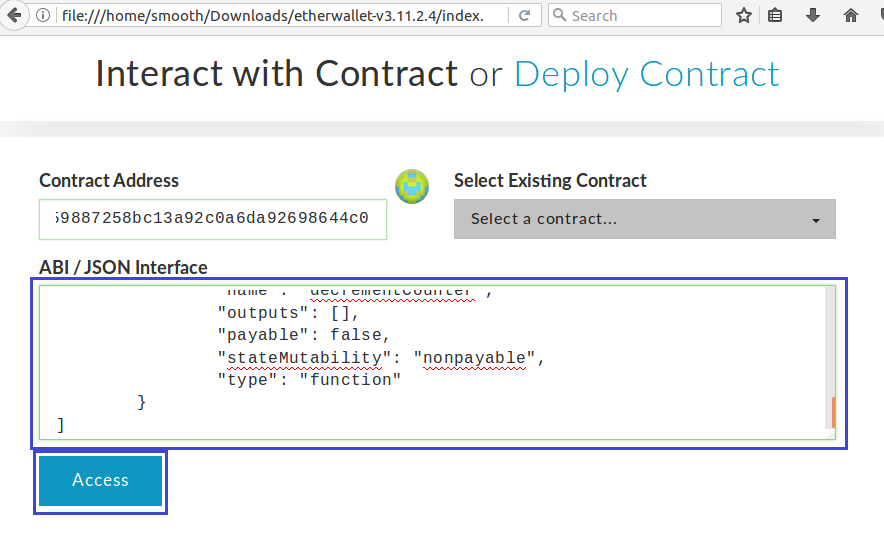 file:///home/smooth/Downloads/etherwallet-v3.11.2.4/index.
Search
Interact with Contract or Deploy Contract
Contract Address
Select Existing Contract
59887258bc13a92c0a6da92698644c0
Select a contract...
ABI / JSON Interface
"name": "decrementCounter",
"outputs": [],
"payable": false,
"stateMutability": "nonpayable",
"type": "function"
}
]
Access